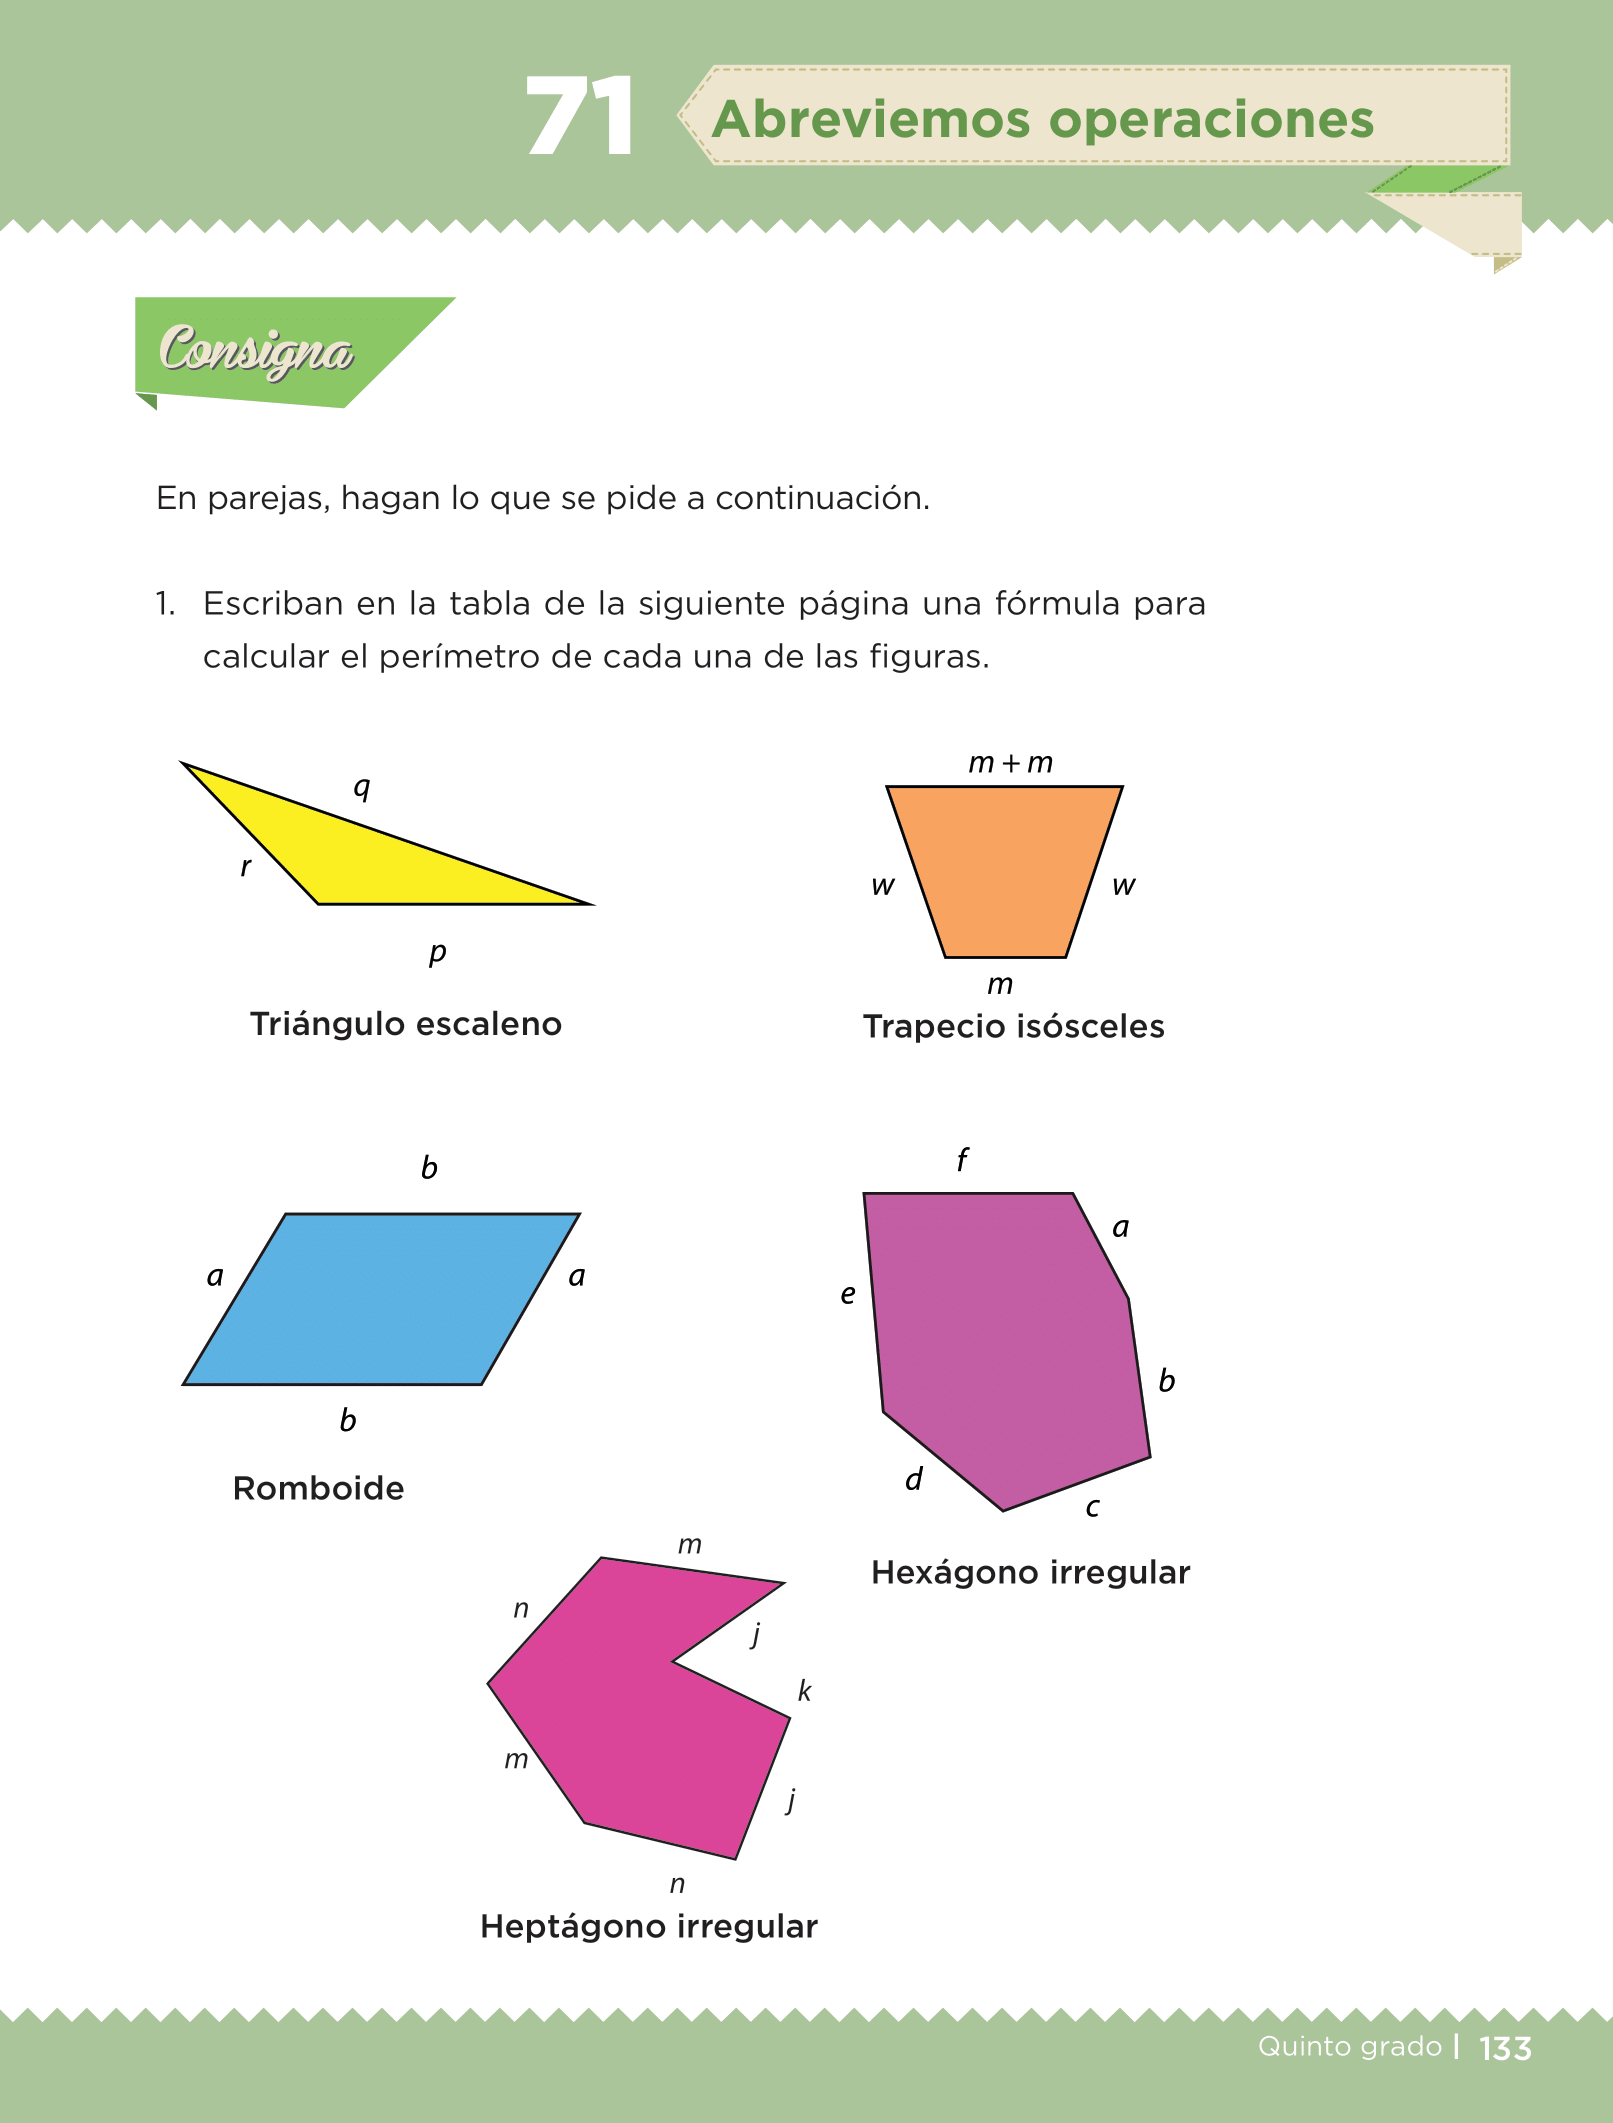 71
Abreviemos operaciones
Consigna
En parejas, hagan lo que se pide a continuación.
1. Escriban en la tabla de la siguiente página una fórmula para
calcular el perímetro de cada una de las figuras.
q
r
p
Triángulo escaleno
m + m
w
w
m
Trapecio isósceles
b
a
a
b
Romboide
f
a
e
b
d
c
Hexágono irregular
m
n
j
k
m
j
n
Heptágono irregular
Quinto grado | 133